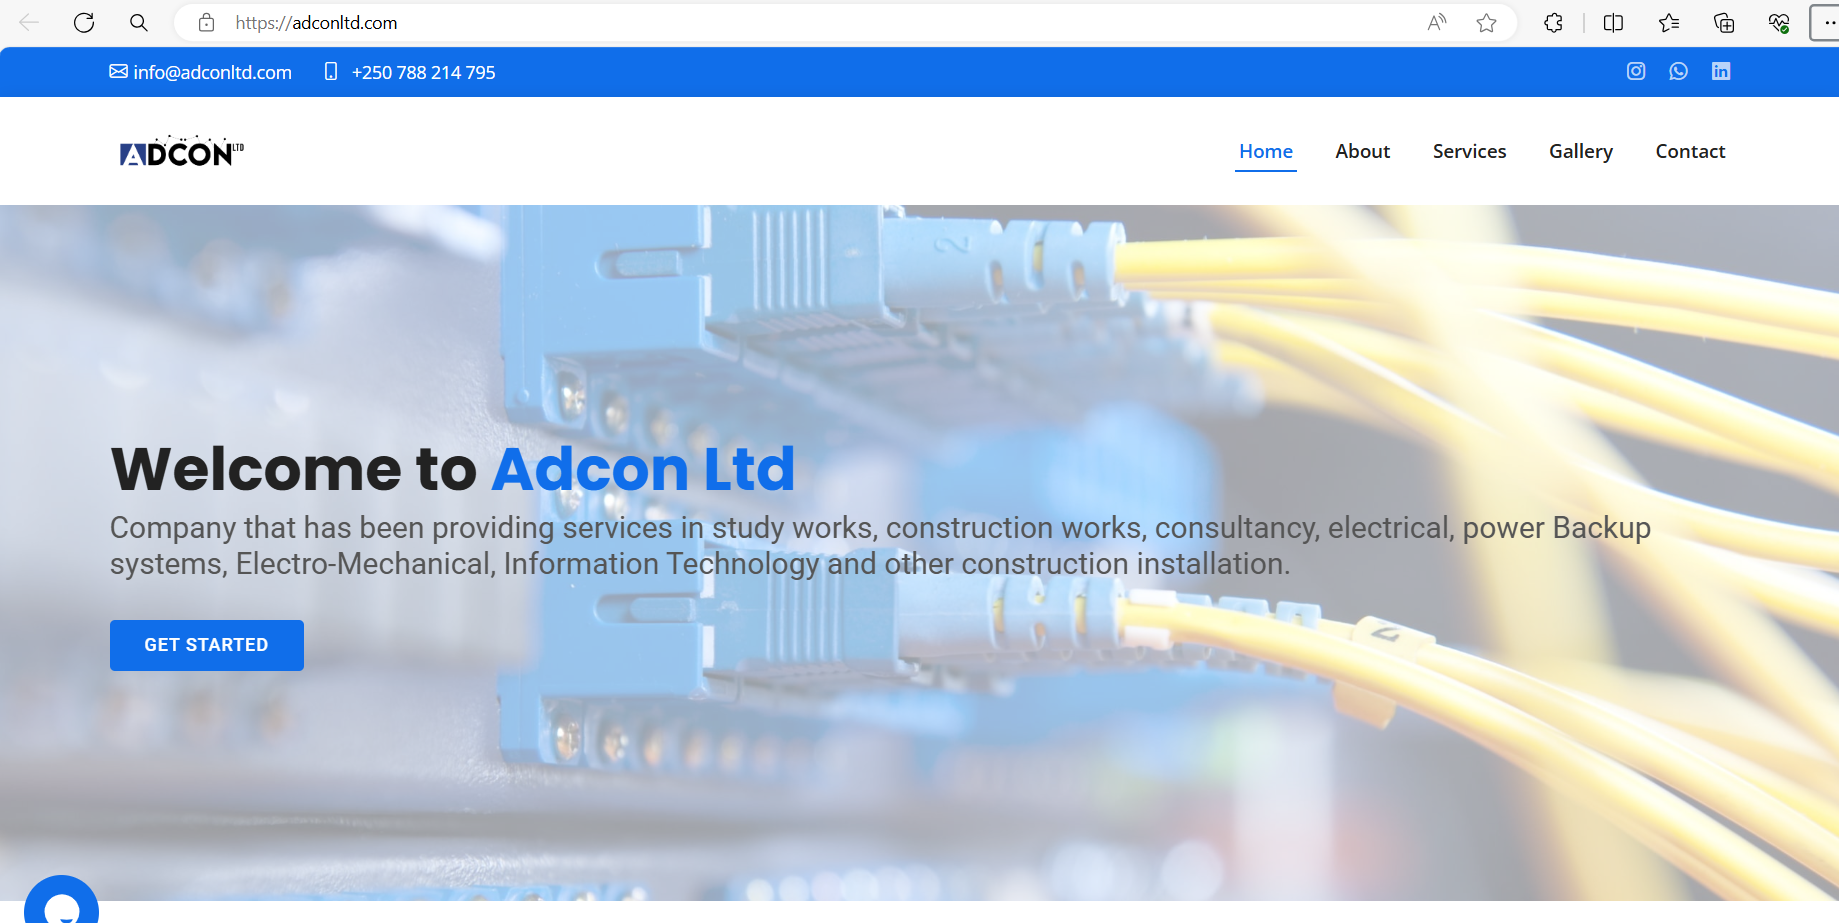 https://adconltd.com
info@adconltd.com +250 788 214 795
ADCON LTD
Home About Services Gallery Contact
2
Welcome to Adcon Ltd
Company that has been providing services in study works, construction works, consultancy, electrical, power Backup
systems, Electro-Mechanical, Information Technology and other construction installation.
GET STARTED